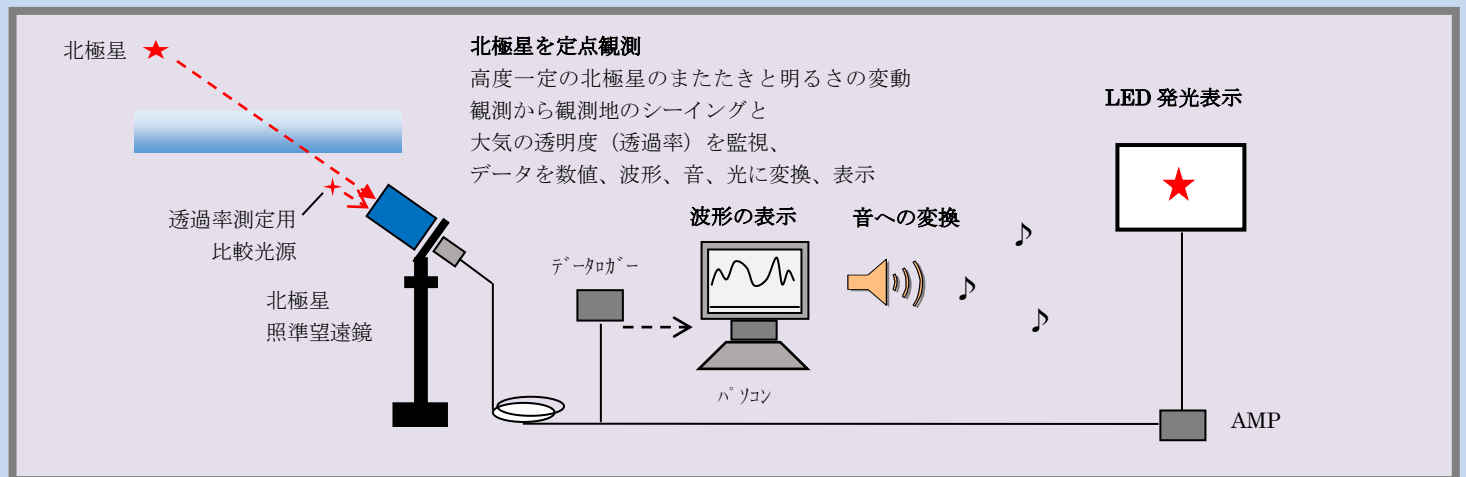 北極星
北極星を定点観測
高度一定の北極星のまたたきと明るさの変動
観測から観測地のシーイングと
大気の透明度（透過率）を監視、
データを数値、波形、音、光に変換、表示
LED 発光表示
透過率測定用
比較光源
北極星
照準望遠鏡
ﾃﾞｰﾀﾛｶﾞｰ
波形の表示
音への変換
ﾊﾟｿｺﾝ
AMP